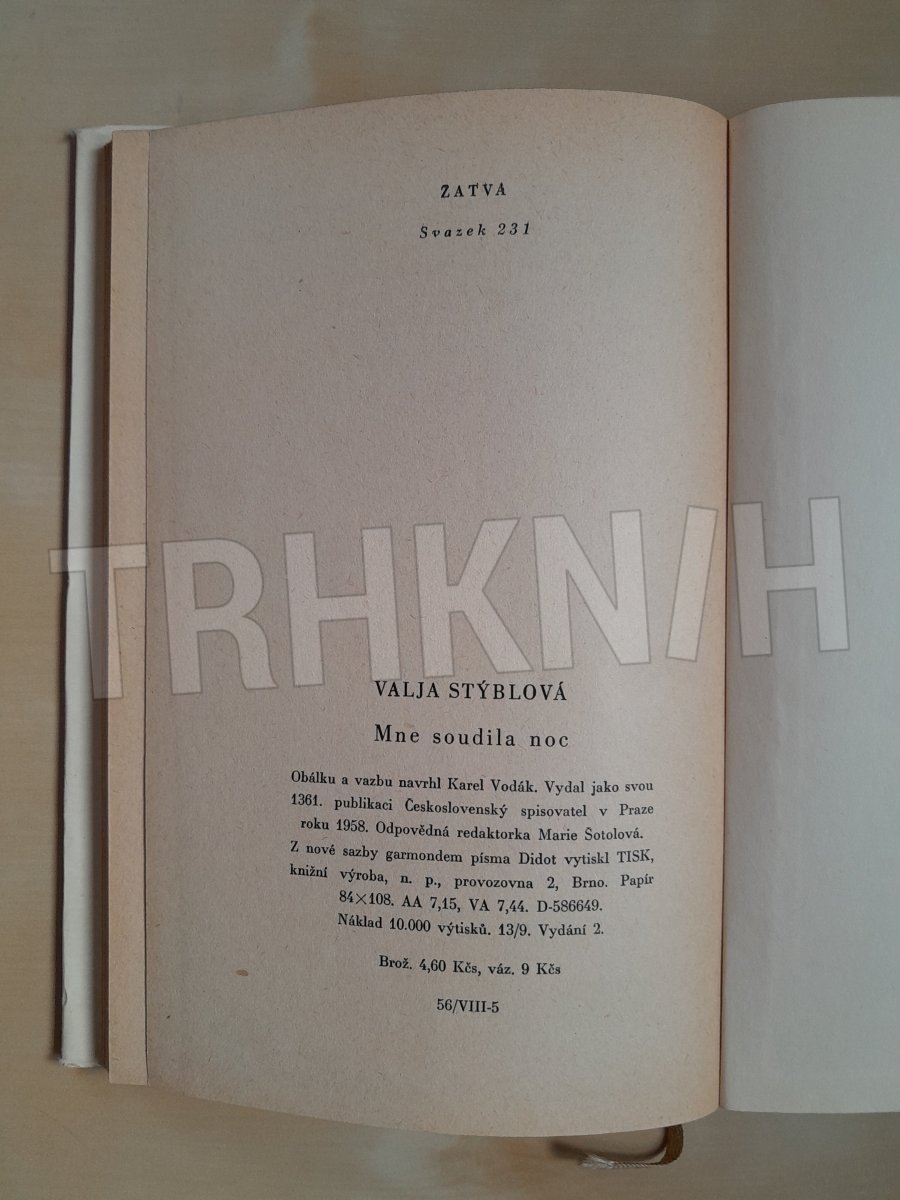 ŽATVA
Svazek 231
TRHKNIH
VALJA STÝBLOVÁ
Mne soudila noc
Obálku a vazbu navrhl Karel Vodák. Vydal jako svou
1361. publikaci Československý spisovatel v Praze
roku 1958. Odpovědná redaktorka Marie Šotolová.
Z nové sazby garmondem písma Didot vytiskl TISK,
knižní výroba, n. p., provozovna 2, Brno. Papír
84×108. AA 7,15, VA 7,44. D-586649.
Náklad 10.000 výtisků. 13/9. Vydání 2.
Brož. 4,60 Kčs, váz. 9 Kčs
56/VIII-5